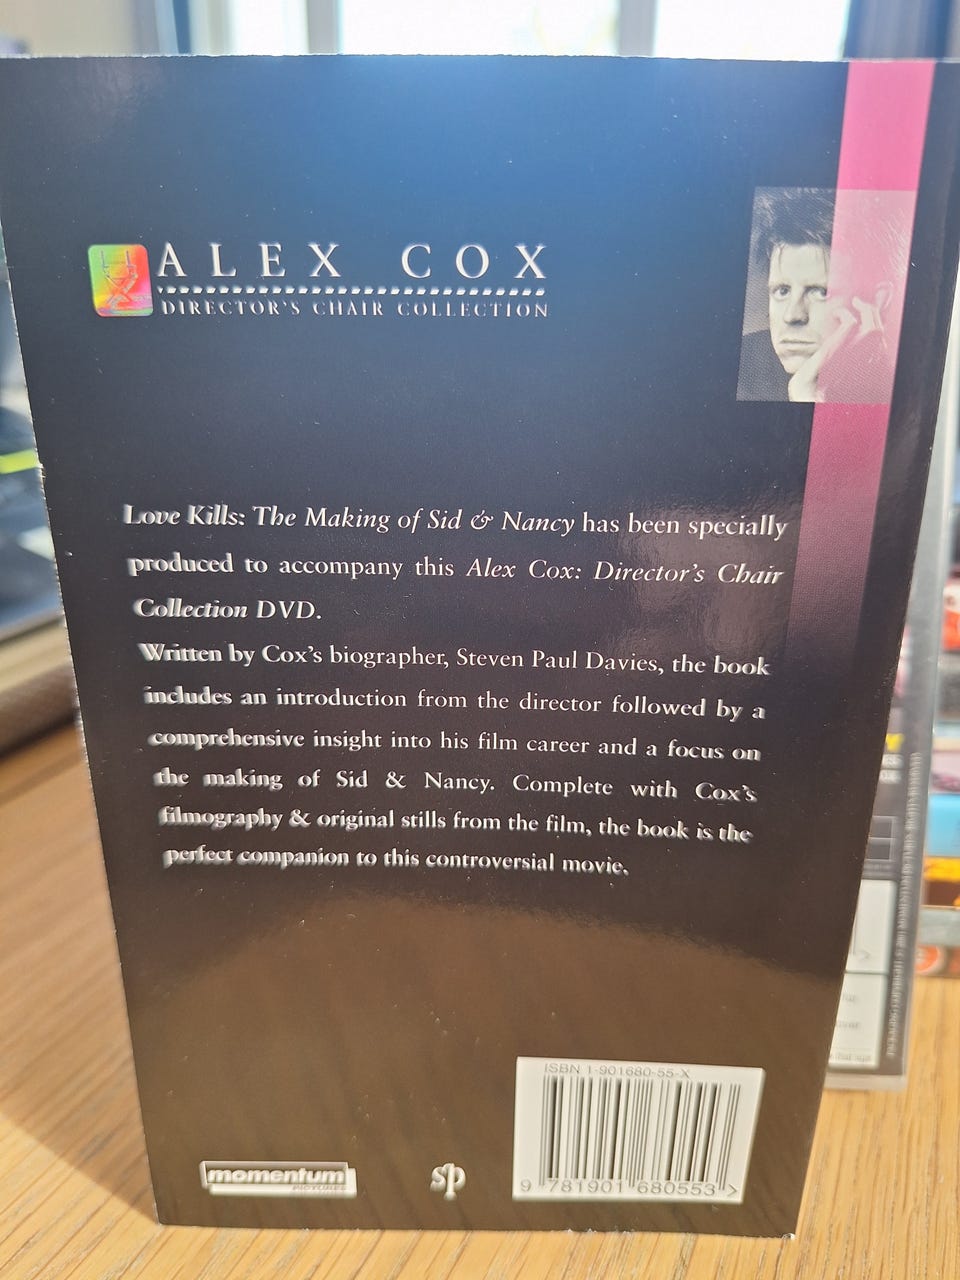 ALEX COX
DIRECTOR'S CHAIR COLLECTION
Love Kills: The Making of Sid & Nancy has been specially
produced to accompany this Alex Cox: Director's Chair
Collection DVD.
Written by Cox's biographer, Steven Paul Davies, the book
includes an introduction from the director followed by a
comprehensive insight into his film career and a focus on
the making of Sid & Nancy. Complete with Cox's
filmography & original stills from the film, the book is the
perfect companion to this controversial movie.
ISBN 1-901680-55-X
momentum
PICTURES
sp
9 781901 680553 >